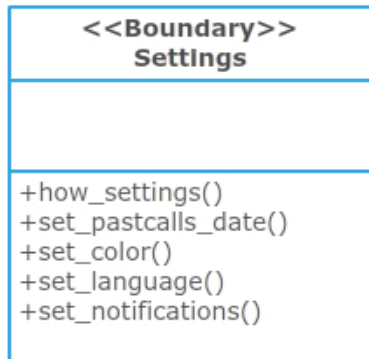 <<Boundary>>
Settings
+how_settings()
+set_pastcalls_date()
+set_color()
+set_language()
+set_notifications()